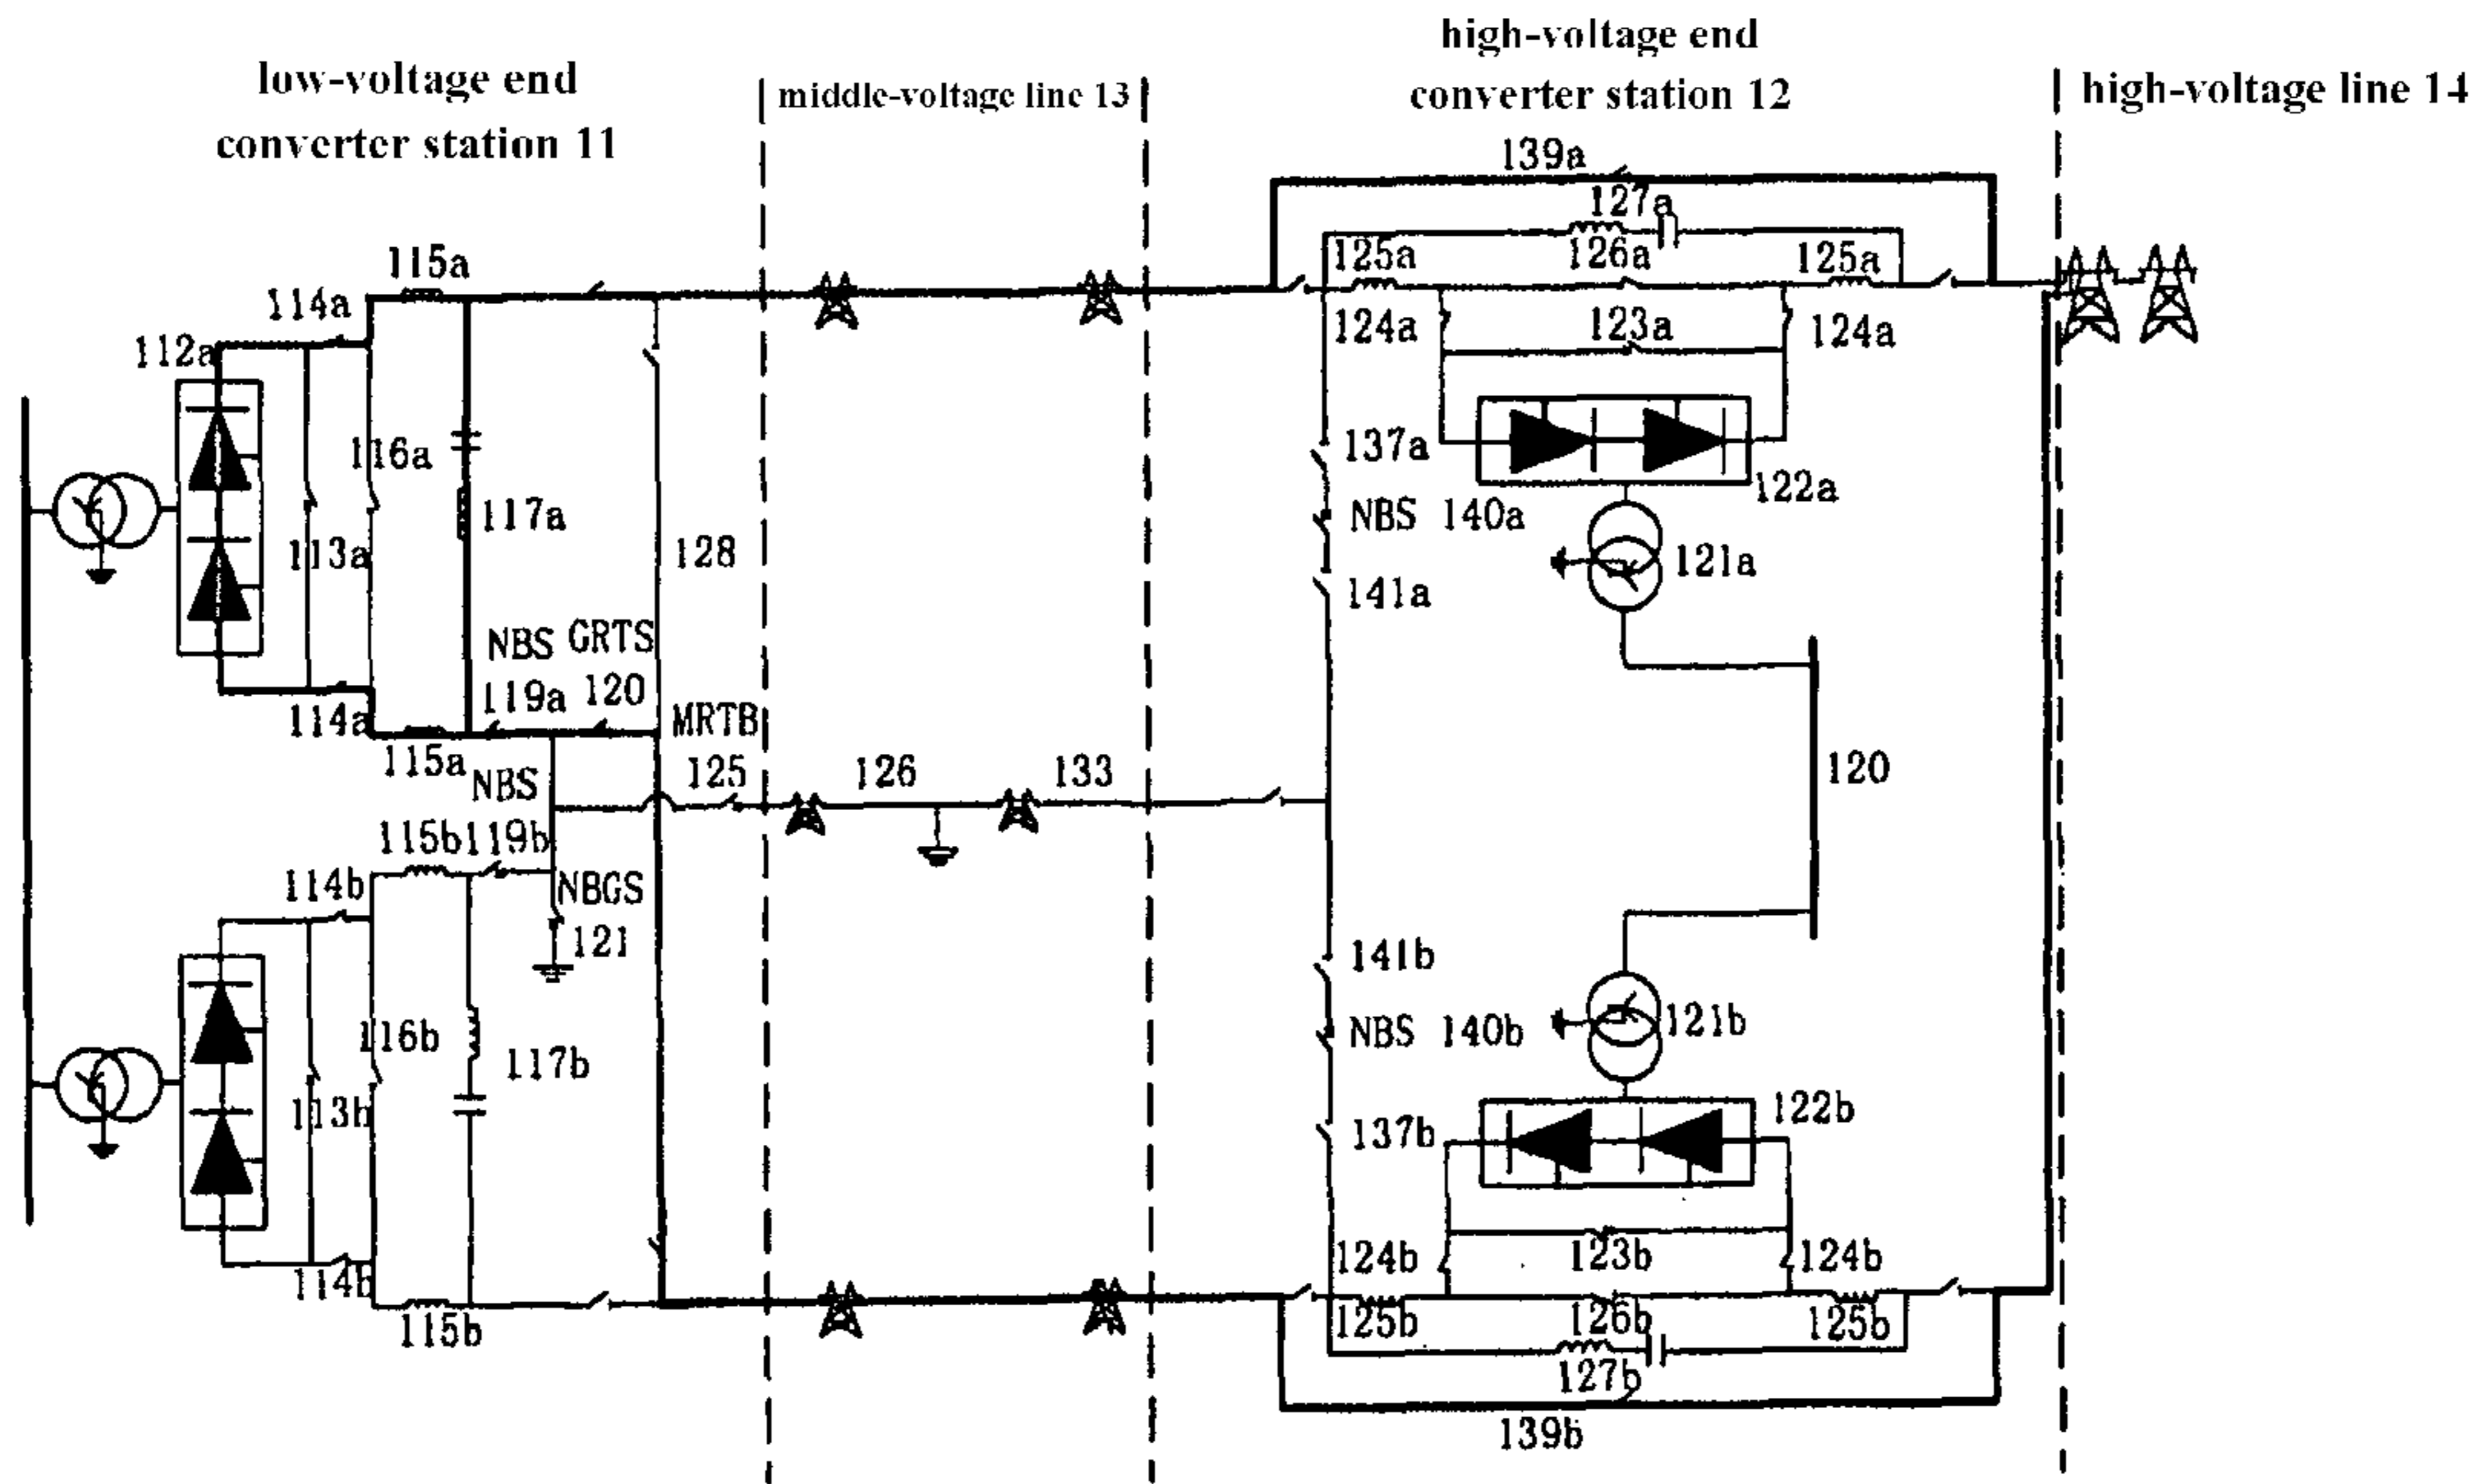 low-voltage end
converter station 11
middle-voltage line 13
high-voltage end
converter station 12
high-voltage line 14
139a
127a
115a
125a
126a
125a
114a
112a
124a
123a
124a
116a
137a
122a
117a
NBS 140a
113a
128
121a
141a
NBS GRTS
119a 120
114a
MRTB
115a
NBS
125
126
133
120
115b 119b
114b
NBGS
121
141b
116b
NBS 140b
121b
117b
113b
137b
122b
124b
123b
124b
114b
115b
125b
126b
125b
127b
139b